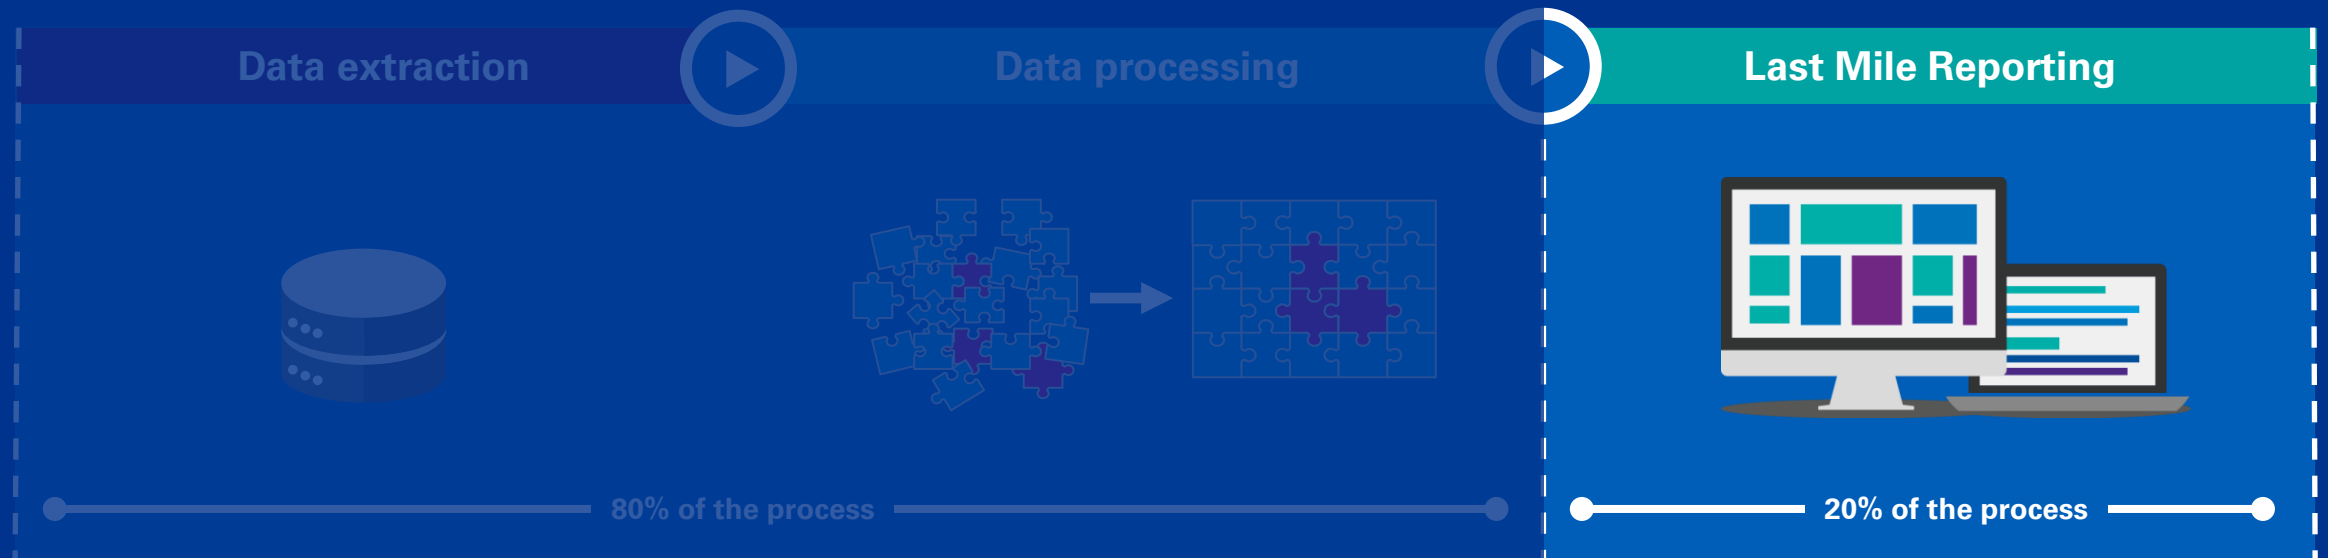 Data extraction
Data processing
Last Mile Reporting
80% of the process
20% of the process